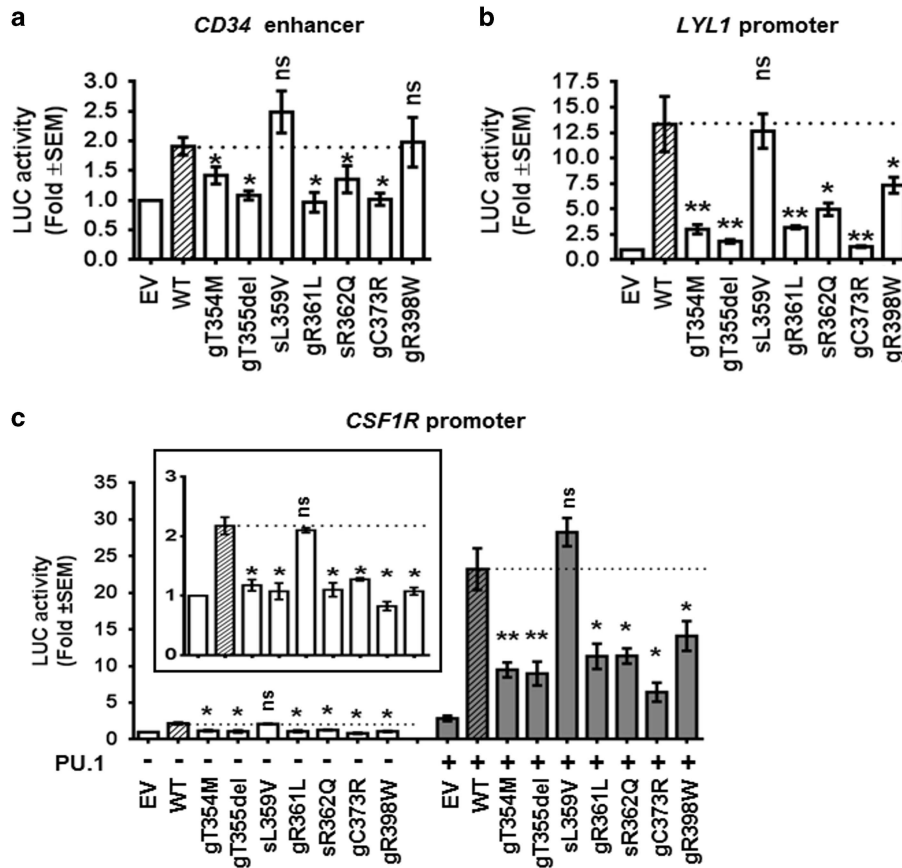 a
CD34 enhancer
LUC activity
(Fold ±SEM)
3.0
2.5
2.0
1.5
1.0
0.5
0.0
* * ns * * * ns
EV WT gT354M gT355del sL359V gR361L sR362Q gC373R gR398W
b
LYL1 promoter
LUC activity
(Fold ±SEM)
17.5
15.0
12.5
10.0
7.5
5.0
2.5
0.0
** ** ns ** * ** *
EV WT gT354M gT355del sL359V gR361L sR362Q gC373R gR398W
c
CSF1R promoter
LUC activity
(Fold ±SEM)
35
30
25
20
15
10
5
0
3
2
1
0
* * ns * * * *
* * ns * * * *
** ** ns * * * *
PU.1 - - - - - - - - - + + + + + + + + +
EV WT gT354M gT355del sL359V gR361L sR362Q gC373R gR398W EV WT gT354M gT355del sL359V gR361L sR362Q gC373R gR398W